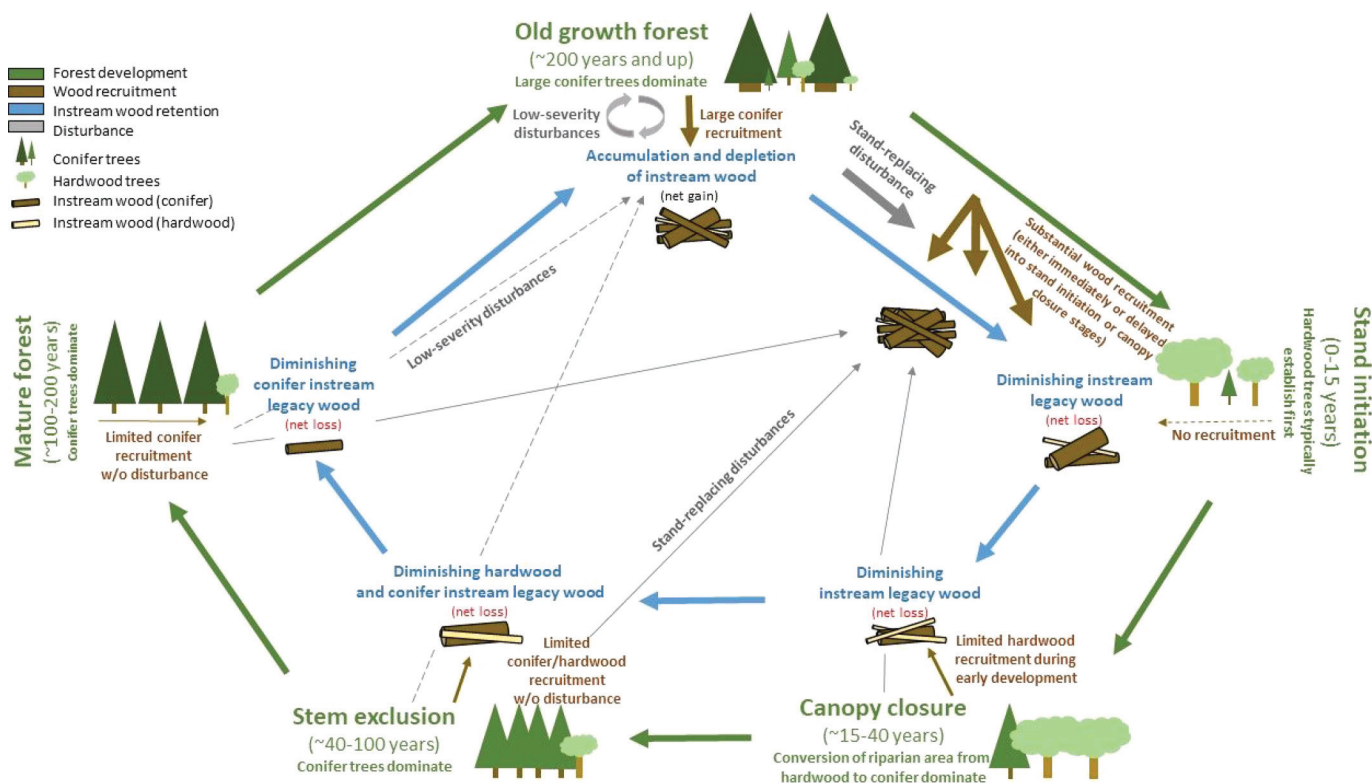 Old growth forest
(~200 years and up)
Large conifer trees dominate
Forest development
Wood recruitment
Instream wood retention
Disturbance
Conifer trees
Hardwood trees
Instream wood (conifer)
Instream wood (hardwood)
Low-severity
disturbances
Large conifer
recruitment
Accumulation and depletion
of instream wood
(net gain)
Stand-replacing
disturbance
Substantial wood recruitment
(either immediately or delayed
into stand initiation or canopy
closure stages)
Stand initiation
(0-15 years)
Hardwood trees typically
establish first
Diminishing instream
legacy wood
(net loss)
No recruitment
Low-severity disturbances
Mature forest
(~100-200 years)
Conifer trees dominate
Diminishing
conifer instream
legacy wood
(net loss)
Limited conifer
recruitment
w/o disturbance
Stand-replacing disturbances
Diminishing hardwood
and conifer instream legacy wood
(net loss)
Limited
conifer/hardwood
recruitment
w/o disturbance
Stem exclusion
(~40-100 years)
Conifer trees dominate
Diminishing
instream legacy wood
(net loss)
Limited hardwood
recruitment during
early development
Canopy closure
(~15-40 years)
Conversion of riparian area from
hardwood to conifer dominate